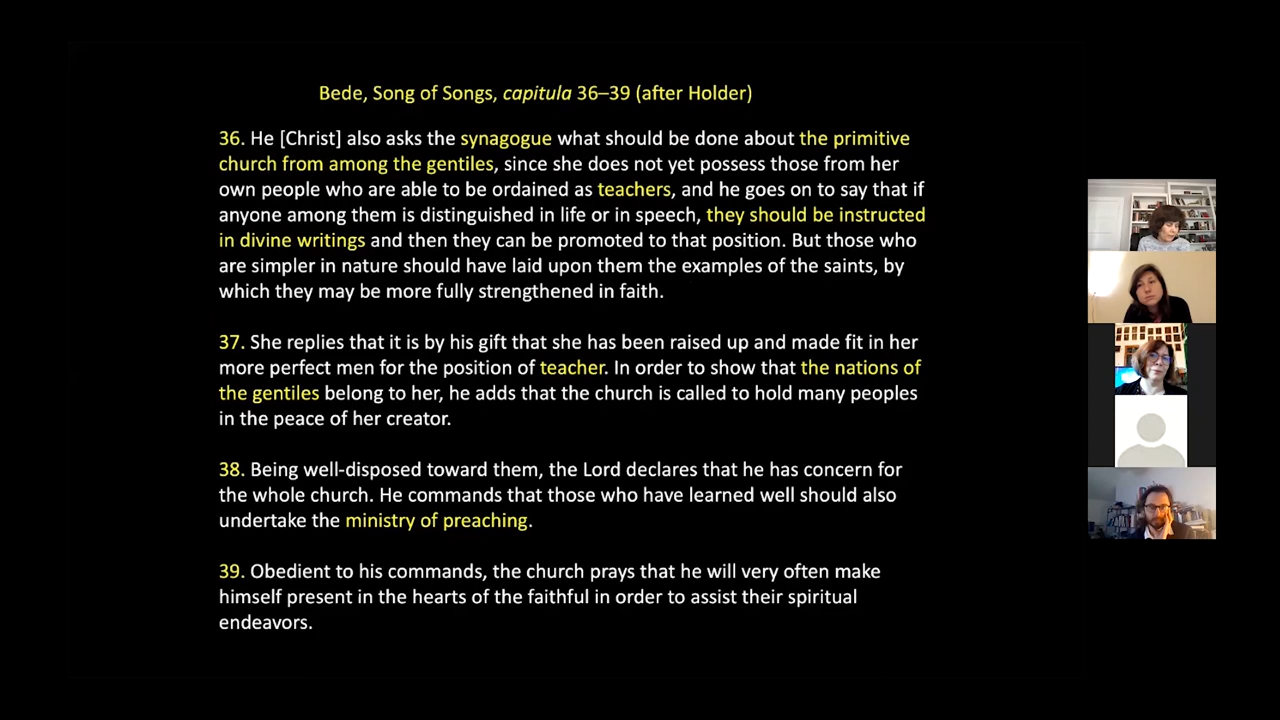 Bede, Song of Songs, capitula 36–39 (after Holder)
36. He [Christ] also asks the synagogue what should be done about the primitive
church from among the gentiles, since she does not yet possess those from her
own people who are able to be ordained as teachers, and he goes on to say that if
anyone among them is distinguished in life or in speech, they should be instructed
in divine writings and then they can be promoted to that position. But those who
are simpler in nature should have laid upon them the examples of the saints, by
which they may be more fully strengthened in faith.
37. She replies that it is by his gift that she has been raised up and made fit in her
more perfect men for the position of teacher. In order to show that the nations of
the gentiles belong to her, he adds that the church is called to hold many peoples
in the peace of her creator.
38. Being well-disposed toward them, the Lord declares that he has concern for
the whole church. He commands that those who have learned well should also
undertake the ministry of preaching.
39. Obedient to his commands, the church prays that he will very often make
himself present in the hearts of the faithful in order to assist their spiritual
endeavors.